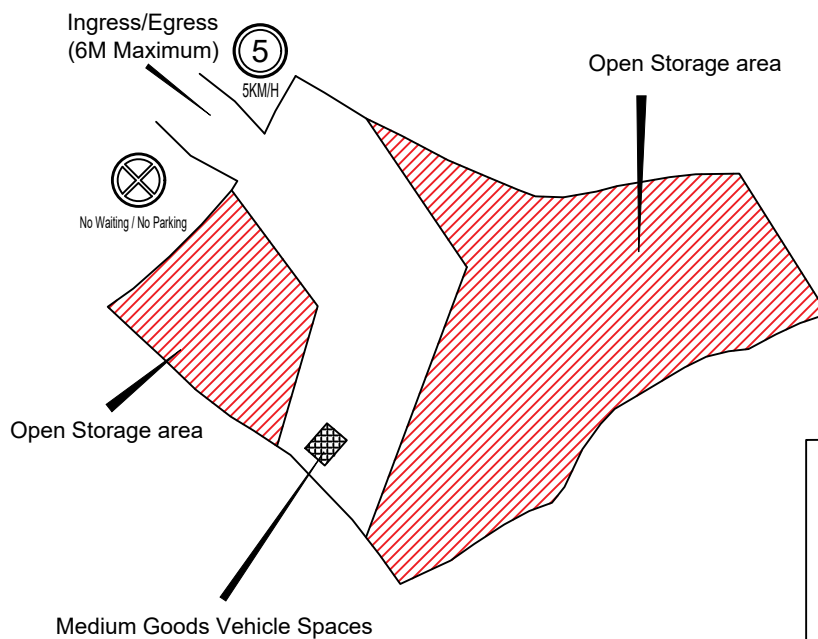 Ingress/Egress
(6M Maximum)
5
5KM/H
Open Storage area
No Waiting / No Parking
Open Storage area
Medium Goods Vehicle Spaces